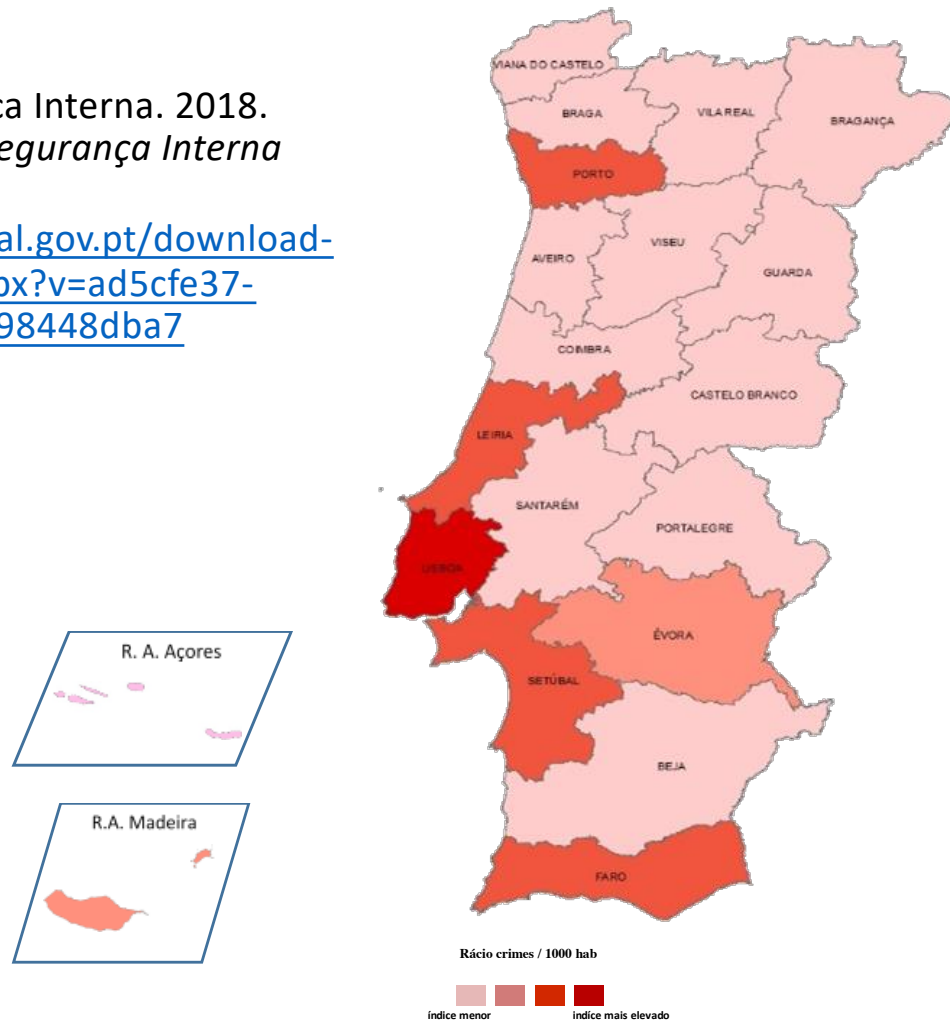 ca Interna. 2018.
egurança Interna
al.gov.pt/download-
px?v=ad5cfe37-
98448dba7
VIANA DO CASTELO
BRAGA
VILA REAL
BRAGANÇA
PORTO
AVEIRO
VISEU
GUARDA
COIMBRA
CASTELO BRANCO
LEIRIA
SANTARÉM
PORTALEGRE
LISBOA
ÉVORA
SETÚBAL
BEJA
FARO
R. A. Açores
R.A. Madeira
Rácio crimes / 1000 hab
índice menor
indíce mais elevado